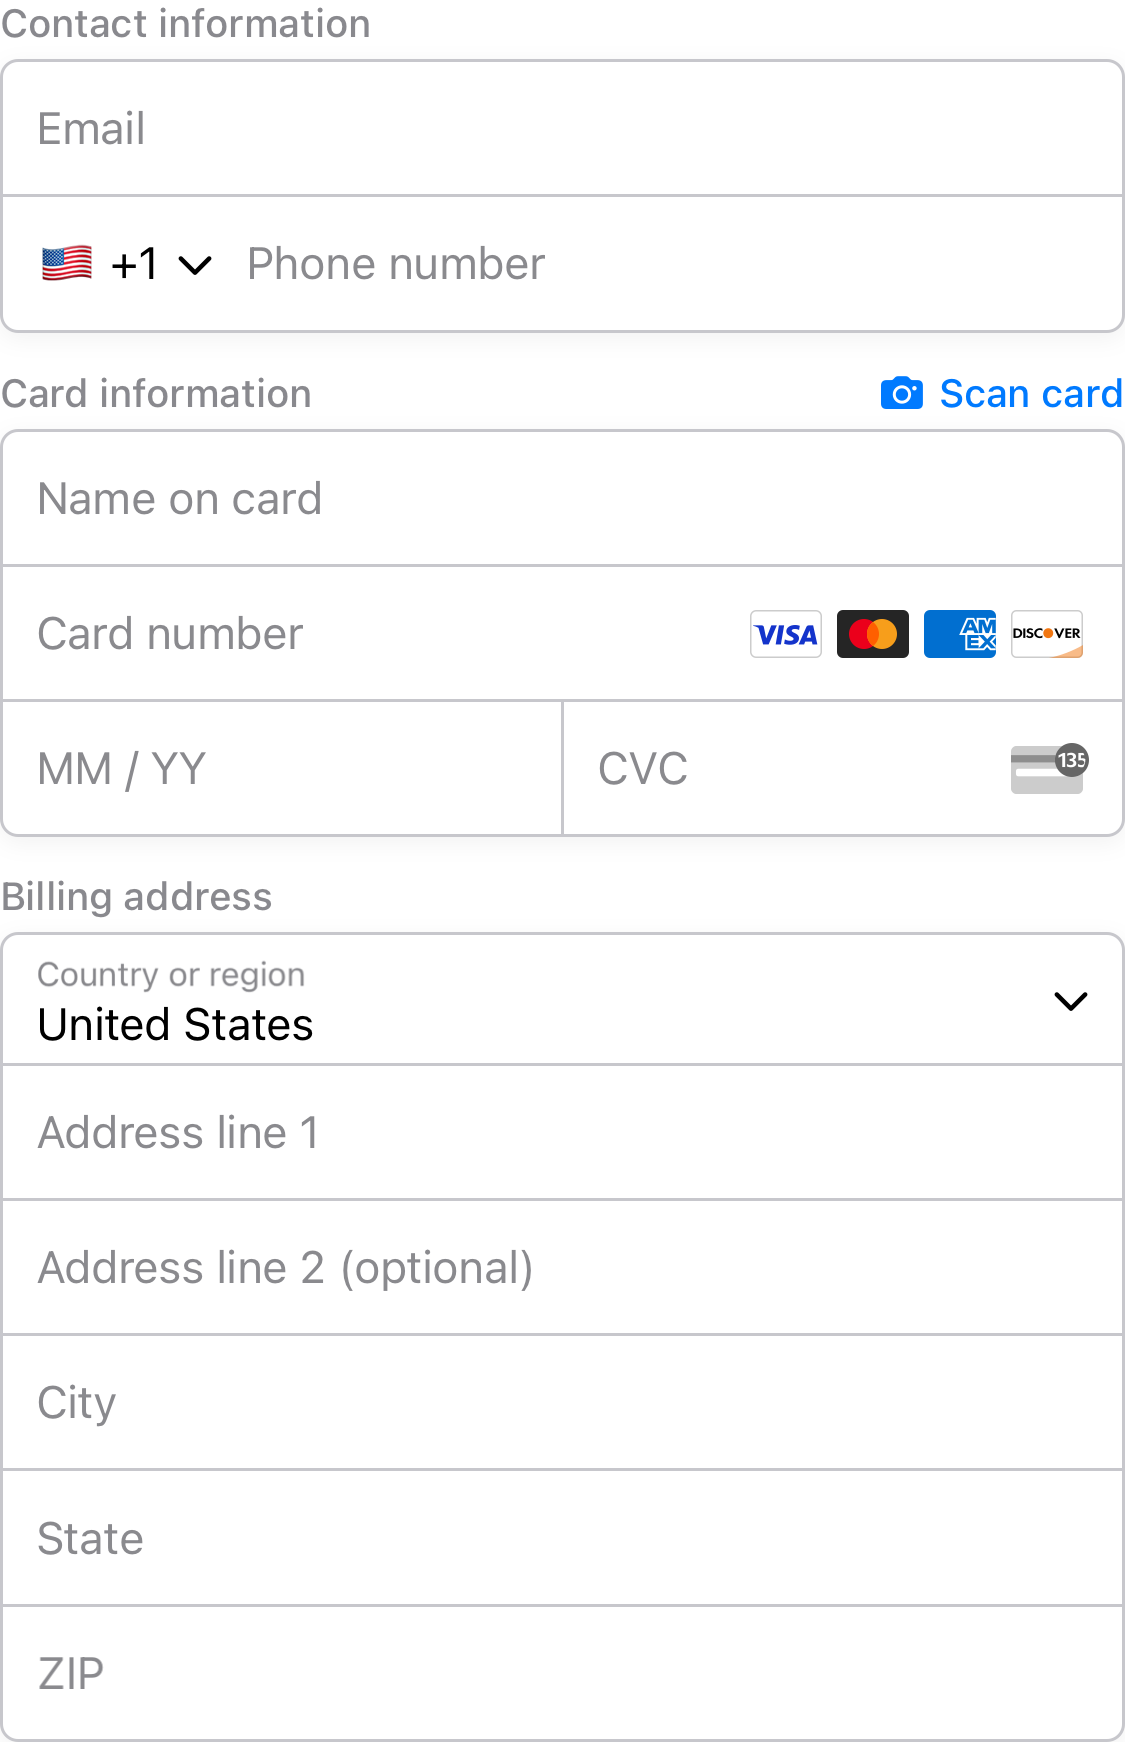 Contact information
Email
+1 Phone number
Card information Scan card
Name on card
Card number VISA AM EX DISCOVER
MM / YY CVC 135
Billing address
Country or region
United States
Address line 1
Address line 2 (optional)
City
State
ZIP